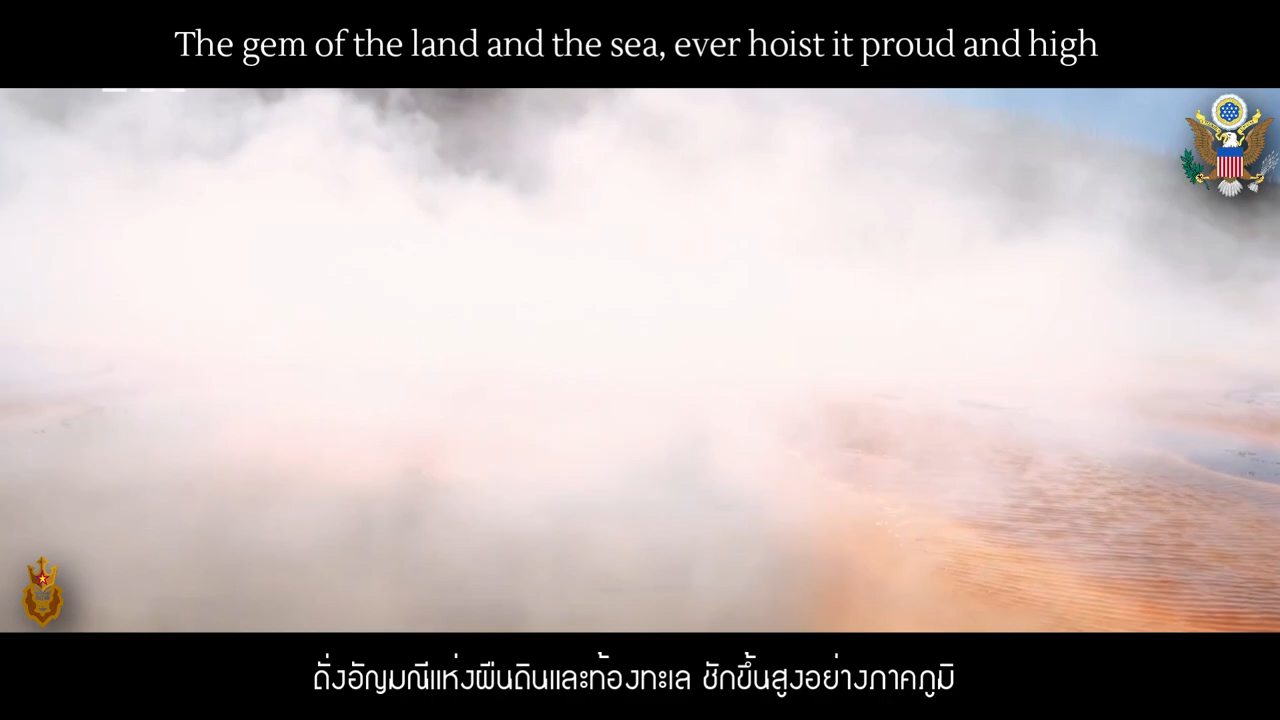 The gem of the land and the sea, ever hoist it proud and high
ดั่งอัญมณีแห่งผืนดินและท้องทะเล ชักขึ้นสูงอย่างภาคภูมิ